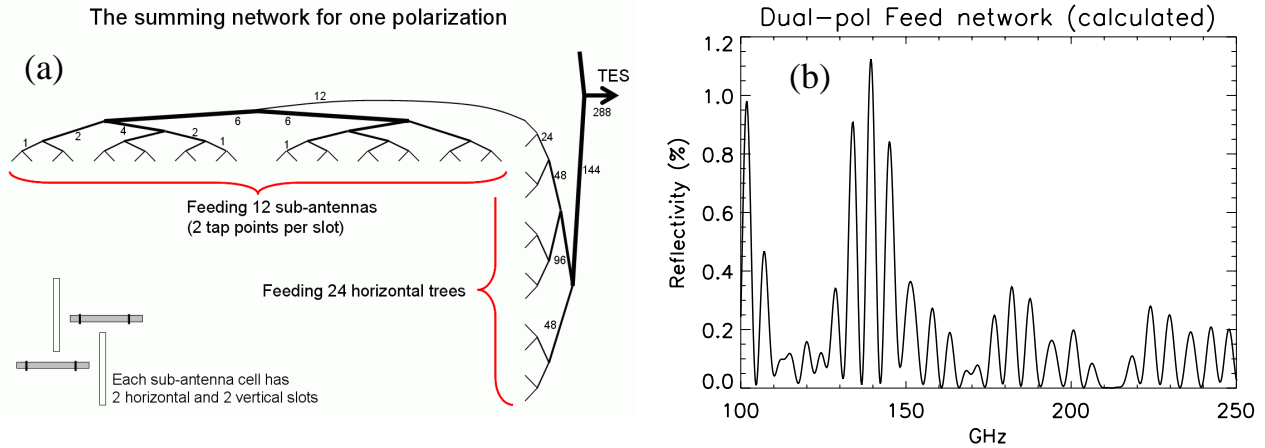 The summing network for one polarization
(a)
TES
12
288
6
6
1
2
4
2
1
1
24
48
144
96
48
Feeding 12 sub-antennas
(2 tap points per slot)
Feeding 24 horizontal trees
Each sub-antenna cell has
2 horizontal and 2 vertical slots
Dual-pol Feed network (calculated)
(b)
Reflectivity (%)
1.2
1.0
0.8
0.6
0.4
0.2
0.0
100
150
200
250
GHz